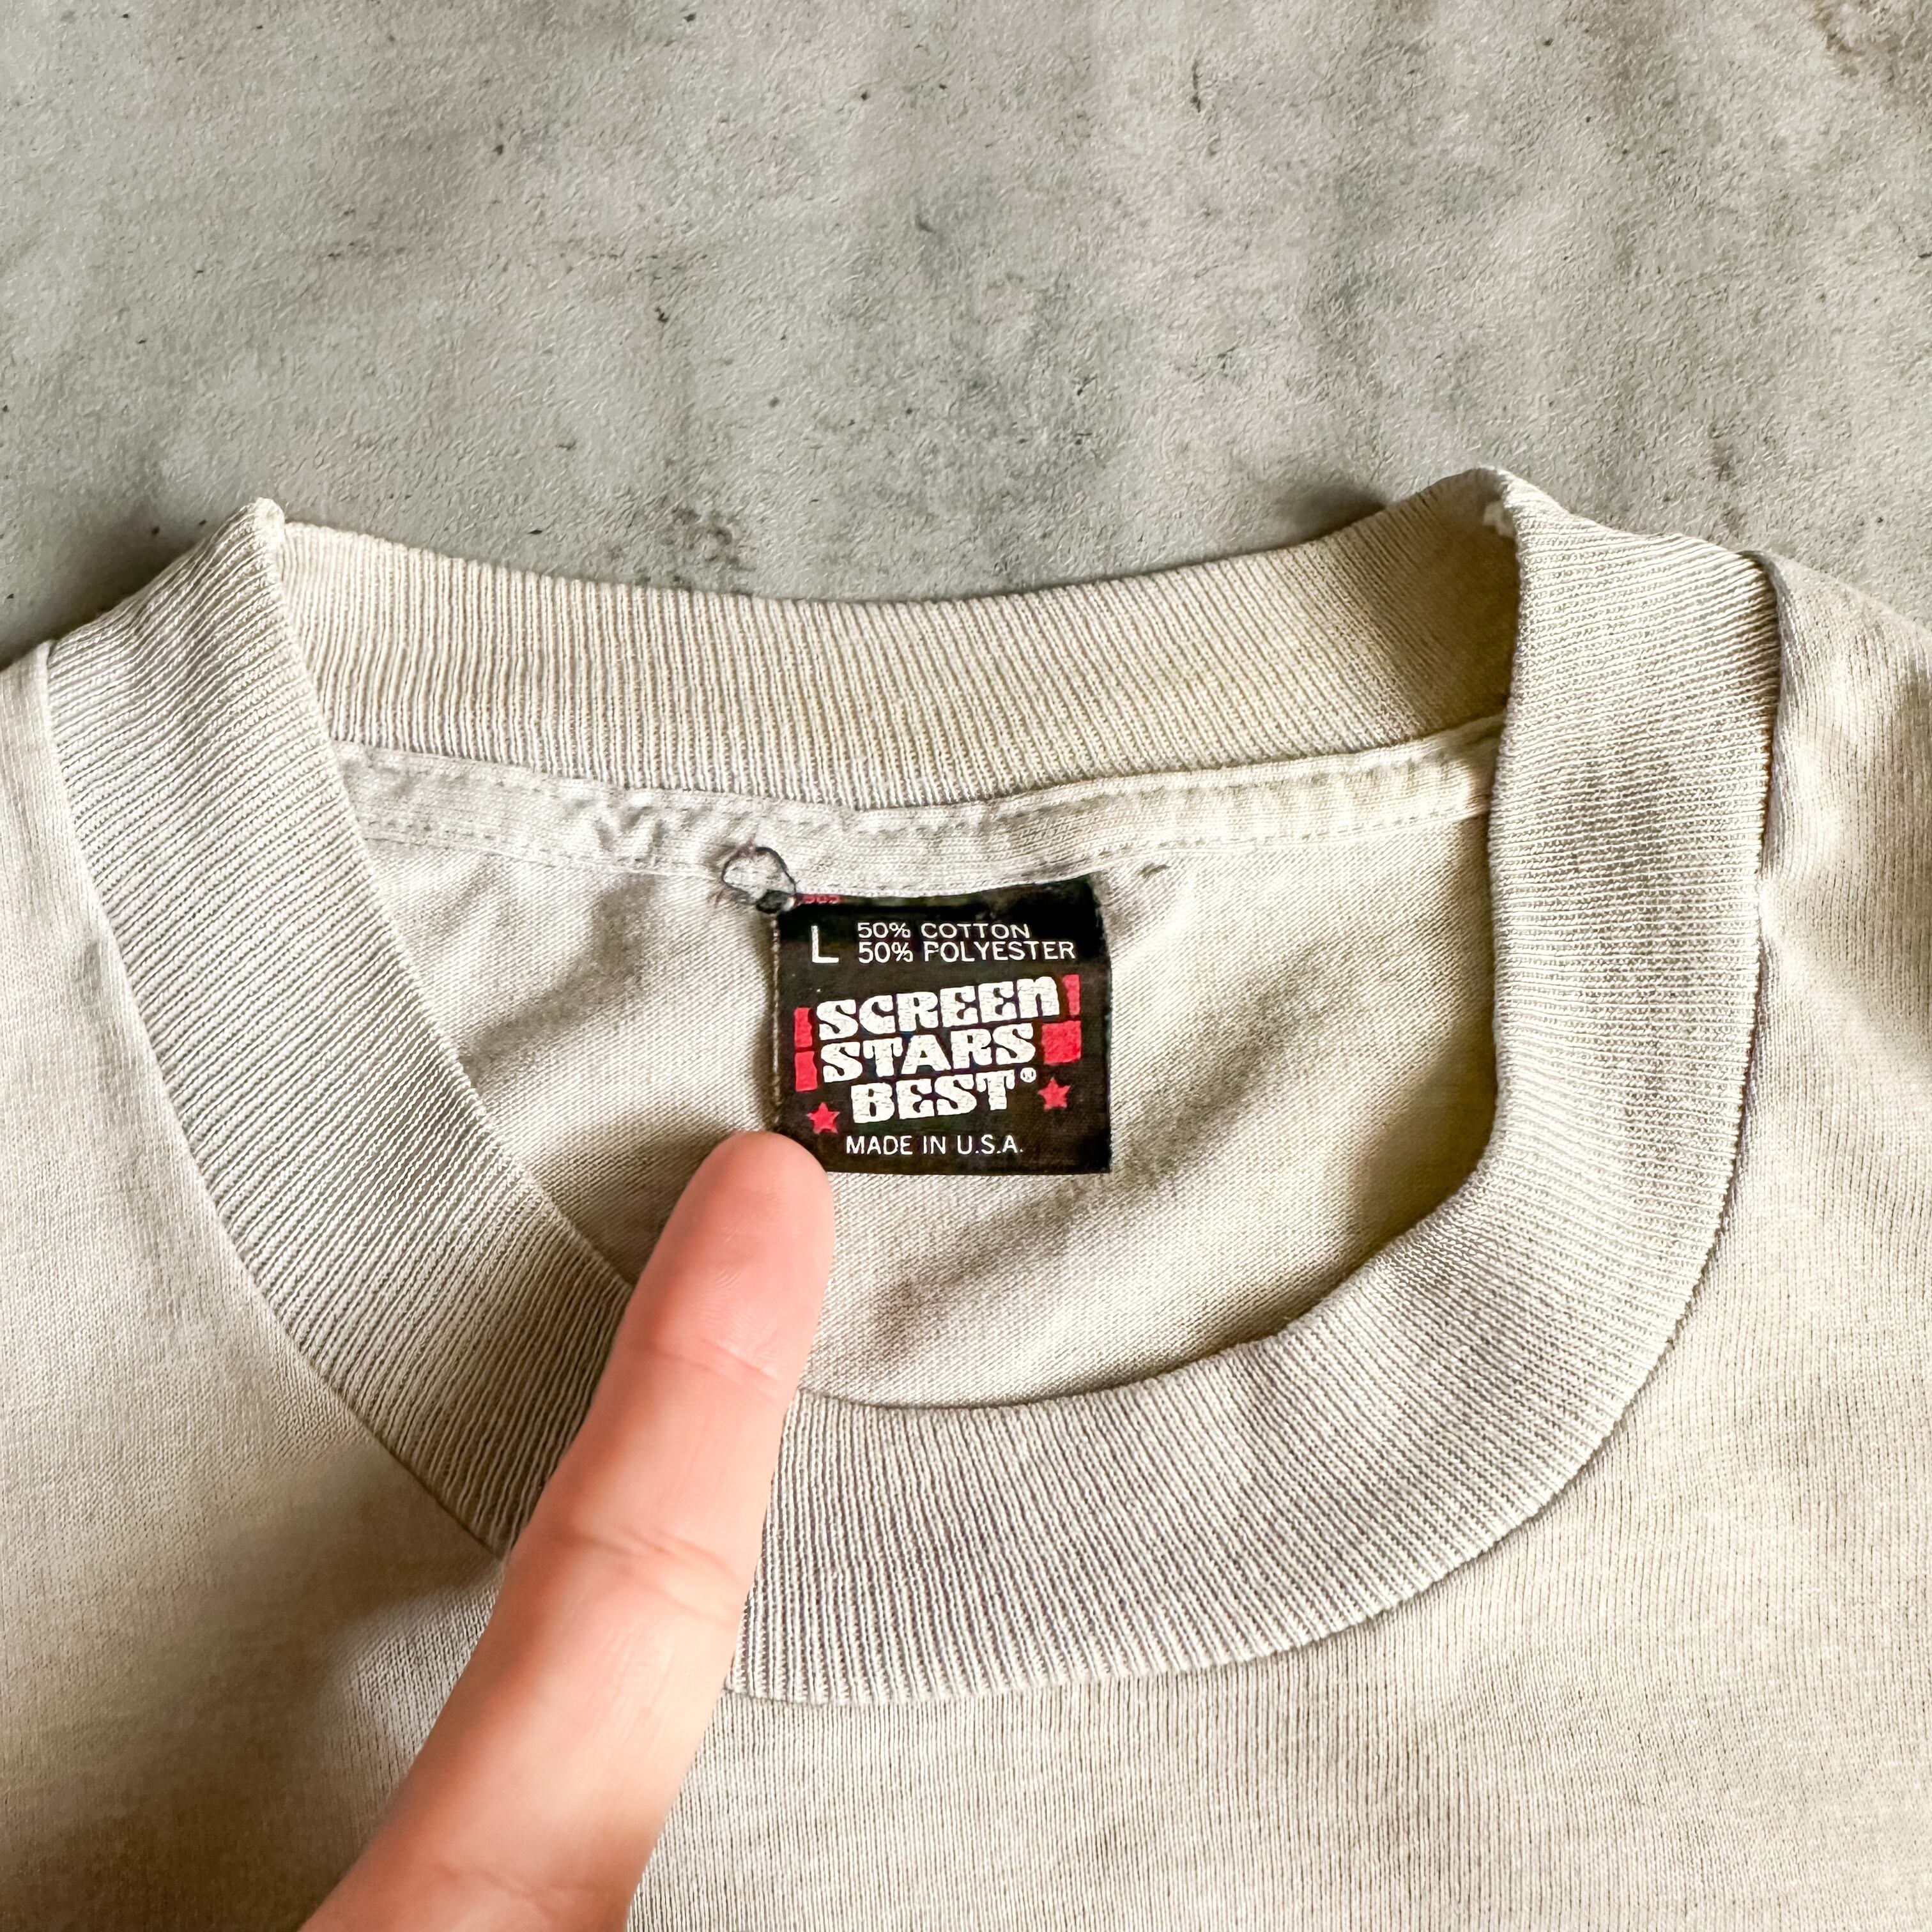 L 50% COTTON
50% POLYESTER
SCREEN
STARS
BEST®
MADE IN U.S.A.